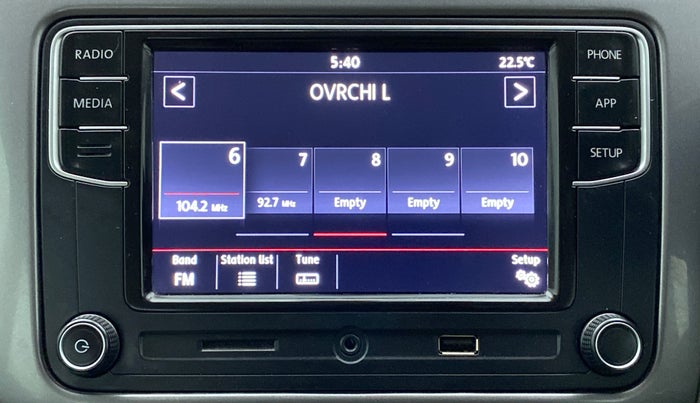 RADIO
MEDIA
5:40
22.5°C
<
OVRCHI L
>
6
7
8
9
10
104.2 MHz
92.7 MHz
Empty
Empty
Empty
Band
Station list
Tune
Setup
FM
PHONE
APP
SETUP